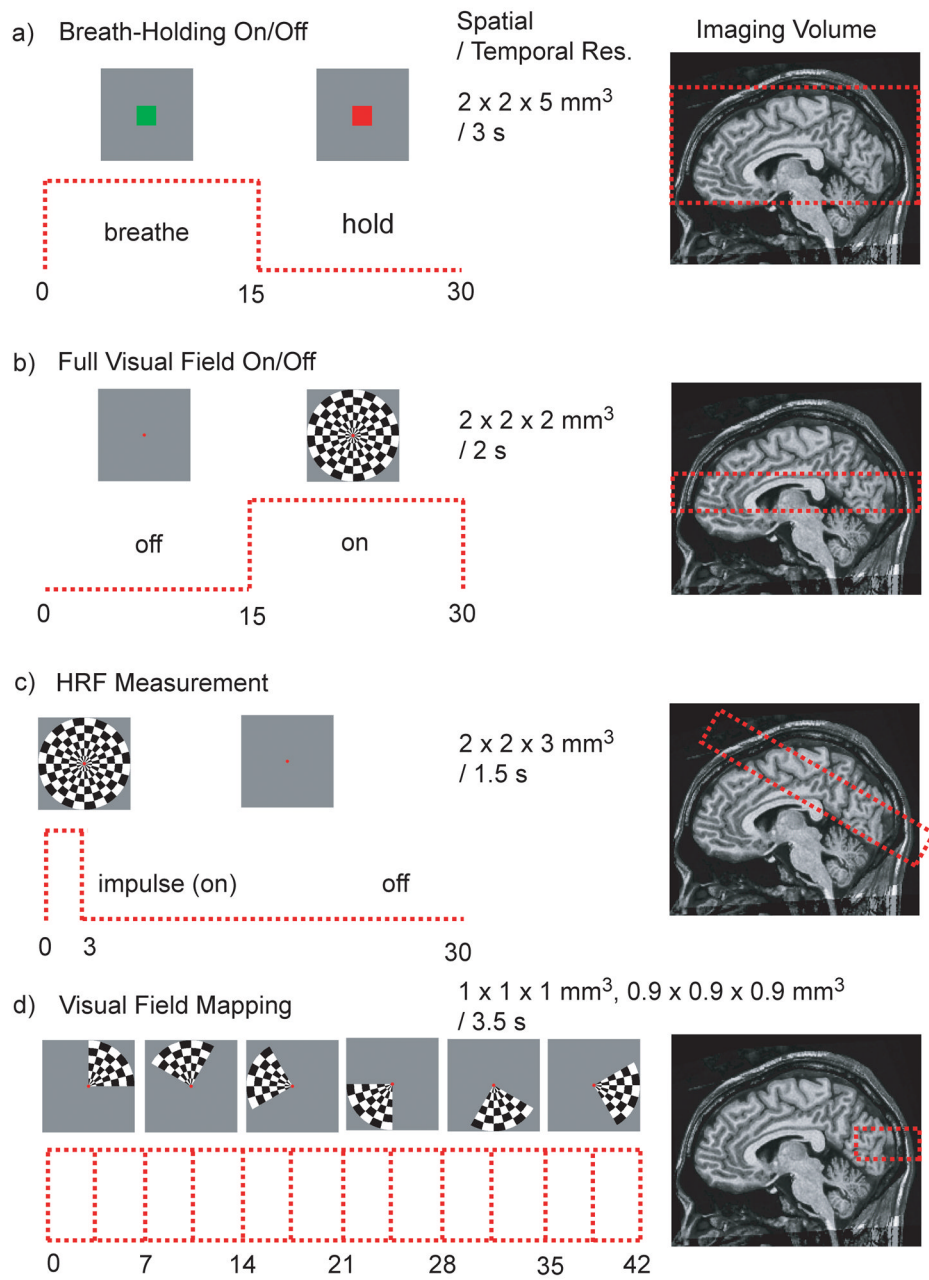 a) Breath-Holding On/Off
Spatial
/ Temporal Res.
Imaging Volume
2 x 2 x 5 mm³
/ 3 s
breathe
hold
0
15
30
b) Full Visual Field On/Off
2 x 2 x 2 mm³
/ 2 s
off
on
0
15
30
c) HRF Measurement
2 x 2 x 3 mm³
/ 1.5 s
impulse (on)
off
0
3
30
d) Visual Field Mapping
1 x 1 x 1 mm³, 0.9 x 0.9 x 0.9 mm³
/ 3.5 s
0
7
14
21
28
35
42